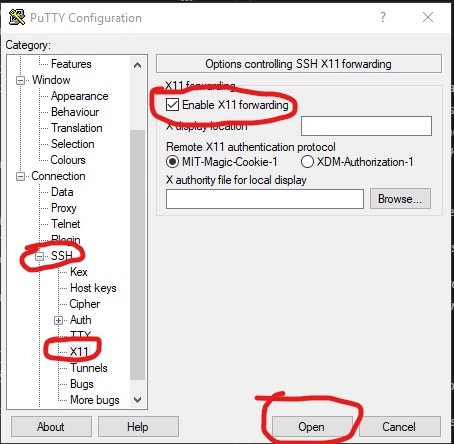 PuTTY Configuration
?
Category:
Features
Window
Appearance
Behaviour
Translation
Selection
Colours
Connection
Data
Proxy
Telnet
Rlogin
SSH
Kex
Host keys
Cipher
Auth
TTY
X11
Tunnels
Bugs
More bugs
Options controlling SSH X11 forwarding
X11 forwarding
Enable X11 forwarding
X display location
Remote X11 authentication protocol
MIT-Magic-Cookie-1 XDM-Authorization-1
X authority file for local display
Browse...
About Help Open Cancel